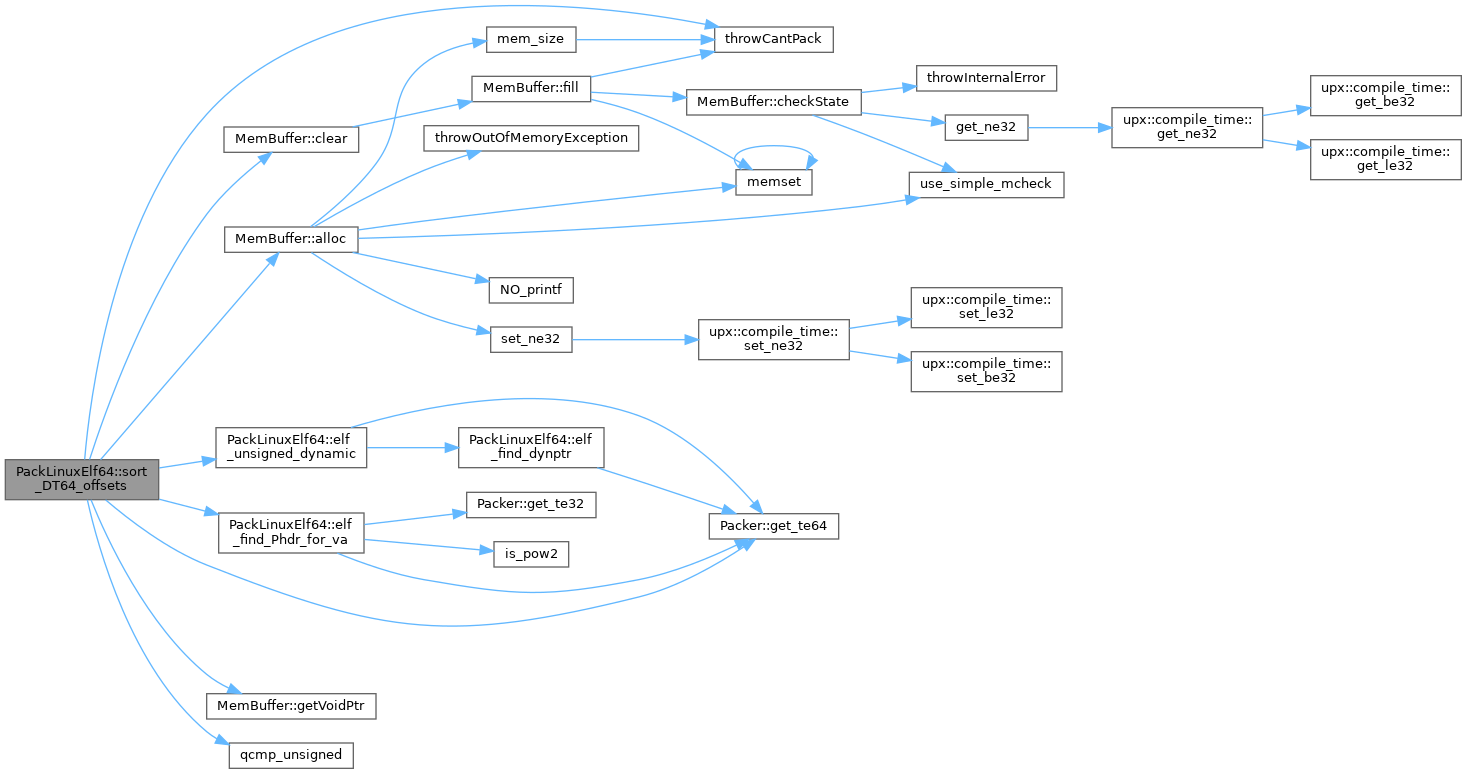 mem_size
throwCantPack
throwInternalError
MemBuffer::fill
MemBuffer::checkState
upx::compile_time::
get_be32
MemBuffer::clear
throwOutOfMemoryException
get_ne32
upx::compile_time::
get_ne32
upx::compile_time::
get_le32
memset
use_simple_mcheck
MemBuffer::alloc
NO_printf
upx::compile_time::
set_le32
set_ne32
upx::compile_time::
set_ne32
upx::compile_time::
set_be32
PackLinuxElf64::elf
_unsigned_dynamic
PackLinuxElf64::elf
_find_dynptr
PackLinuxElf64::sort
_DT64_offsets
Packer::get_te32
PackLinuxElf64::elf
_find_Phdr_for_va
Packer::get_te64
is_pow2
MemBuffer::getVoidPtr
qcmp_unsigned